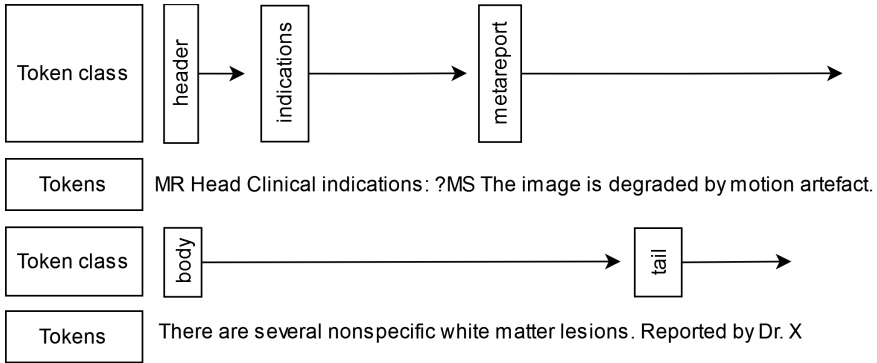 Token class
header
indications
metareport
Tokens
MR Head Clinical indications: ?MS The image is degraded by motion artefact.
Token class
body
tail
Tokens
There are several nonspecific white matter lesions. Reported by Dr. X